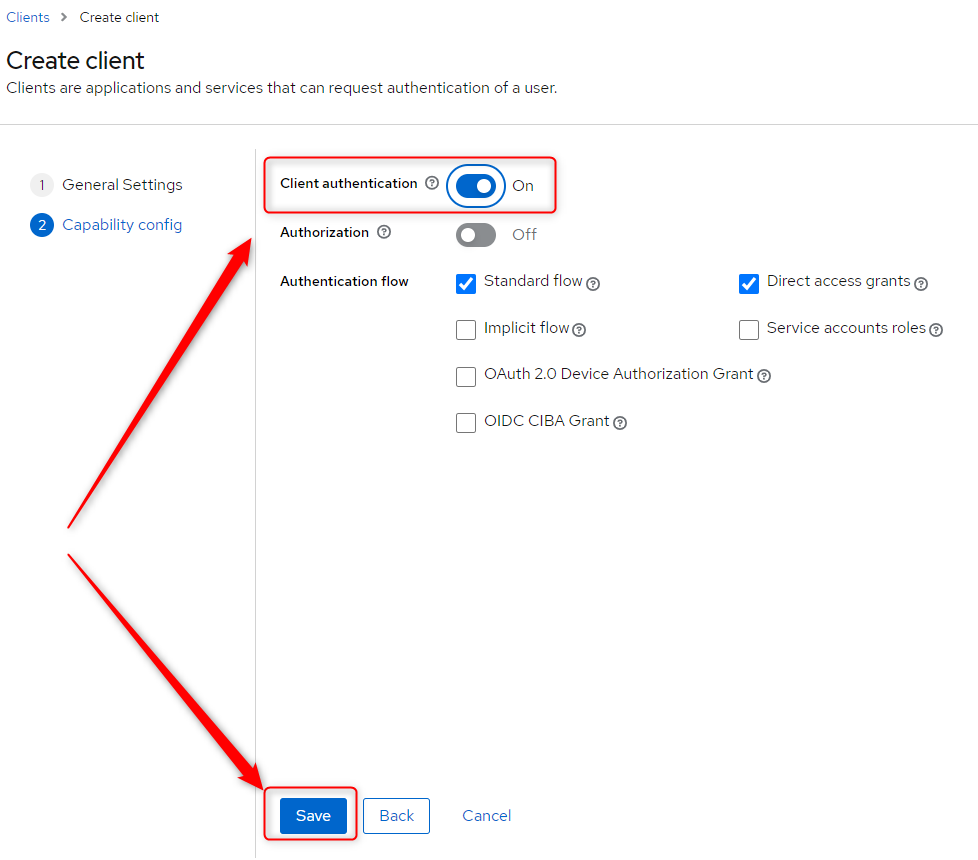 Clients > Create client
Create client
Clients are applications and services that can request authentication of a user.
1 General Settings
2 Capability config
Client authentication ? On
Authorization ? Off
Authentication flow
Standard flow ? Direct access grants ?
Implicit flow ? Service accounts roles ?
OAuth 2.0 Device Authorization Grant ?
OIDC CIBA Grant ?
Save Back Cancel